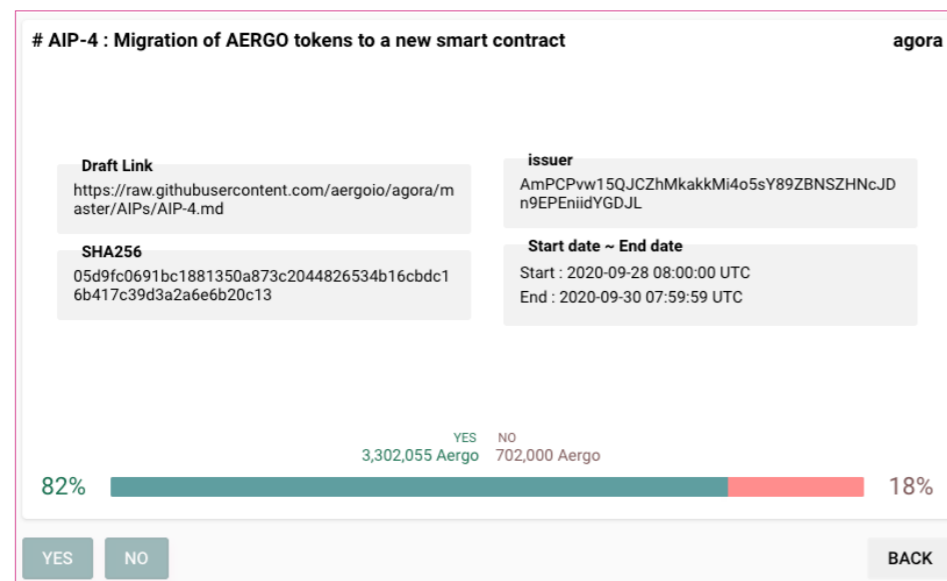 # AIP-4 : Migration of AERGO tokens to a new smart contract
agora
Draft Link
https://raw.githubusercontent.com/aergoio/agora/m
aster/AIPs/AIP-4.md
issuer
AmPCPvw15QJCZhMkakkMi4o5sY89ZBNSZHNcJD
n9EPEniidYGDJL
SHA256
05d9fc0691bc1881350a873c2044826534b16cbdc1
6b417c39d3a2a6e6b20c13
Start date ~ End date
Start : 2020-09-28 08:00:00 UTC
End : 2020-09-30 07:59:59 UTC
YES
NO
3,302,055 Aergo
702,000 Aergo
82%
18%
YES
NO
BACK